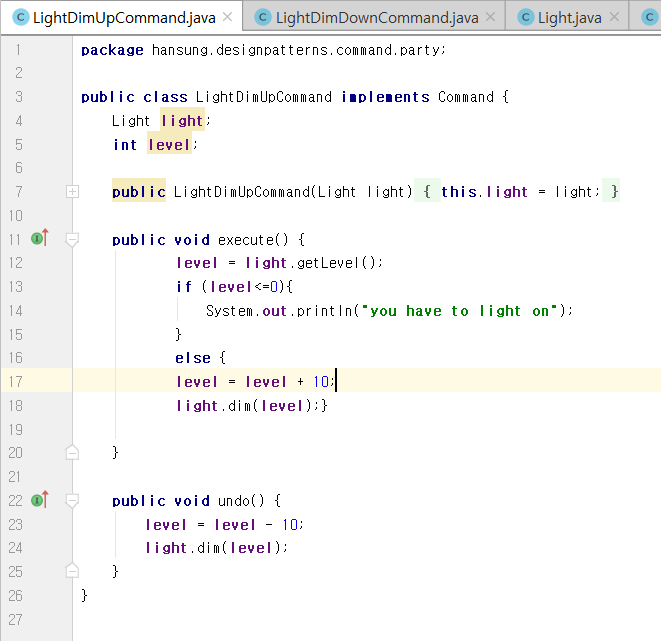 LightDimUpCommand.java × LightDimDownCommand.java × Light.java ×
1 package hansung.designpatterns.command.party;
2
3 public class LightDimUpCommand implements Command {
4 Light light;
5 int level;
6
7 public LightDimUpCommand(Light light) { this.light = light; }
10
11 public void execute() {
12 level = light.getLevel();
13 if (level<=0){
14 System.out.println("you have to light on");
15 }
16 else {
17 level = level + 10;
18 light.dim(level);}
19
20 }
21
22 public void undo() {
23 level = level - 10;
24 light.dim(level);
25 }
26 }
27